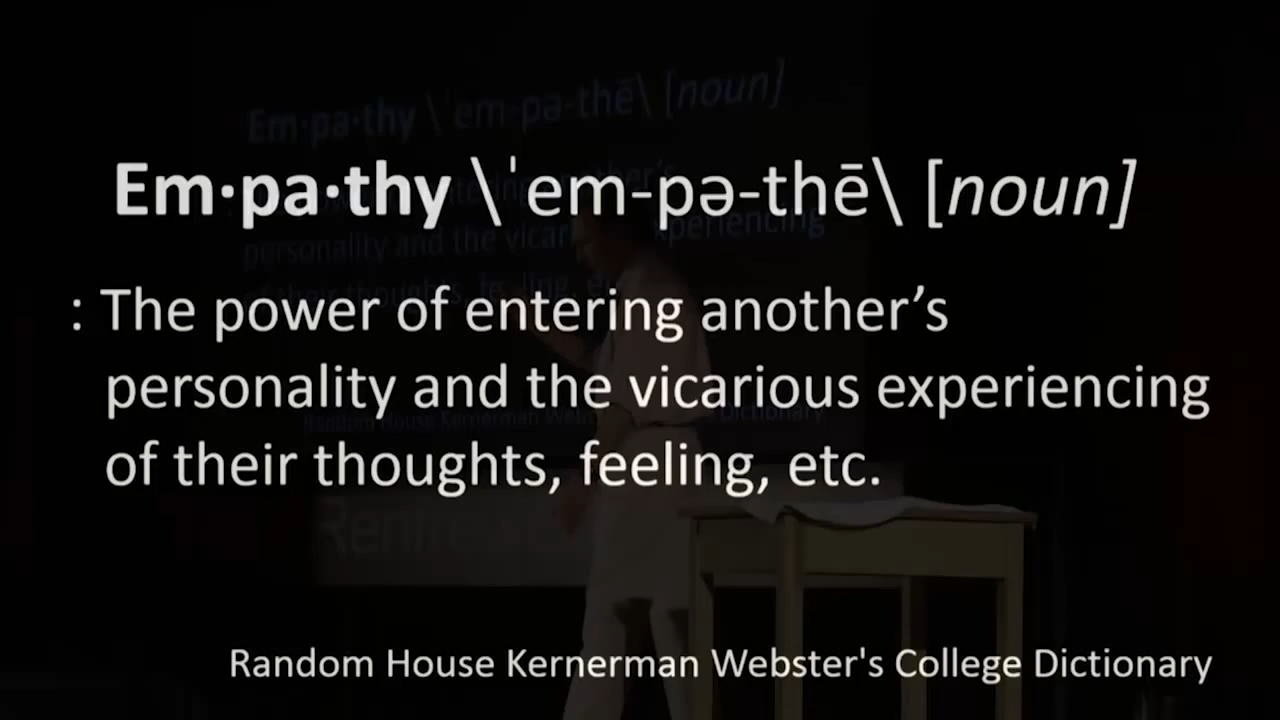 Em·pa·thy \ˈem-pə-thē\ [noun]
: The power of entering another’s
personality and the vicarious experiencing
of their thoughts, feeling, etc.
Random House Kernerman Webster's College Dictionary